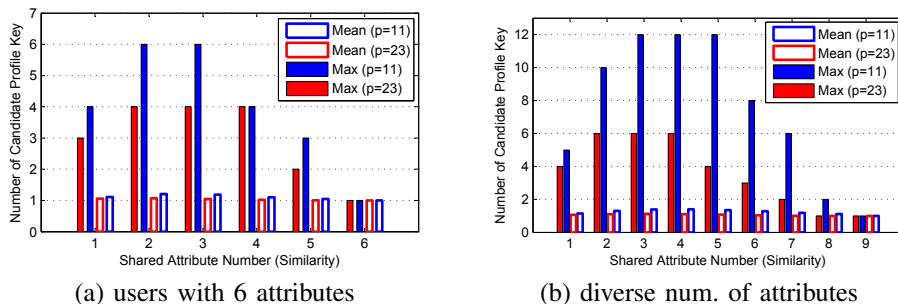 Number of Candidate Profile Key
7
6
5
4
3
2
1
0
Mean (p=11)
Mean (p=23)
Max (p=11)
Max (p=23)
1 2 3 4 5 6
Shared Attribute Number (Similarity)
(a) users with 6 attributes
Number of Candidate Profile Key
12
10
8
6
4
2
0
Mean (p=11)
Mean (p=23)
Max (p=11)
Max (p=23)
1 2 3 4 5 6 7 8 9
Shared Attribute Number (Similarity)
(b) diverse num. of attributes